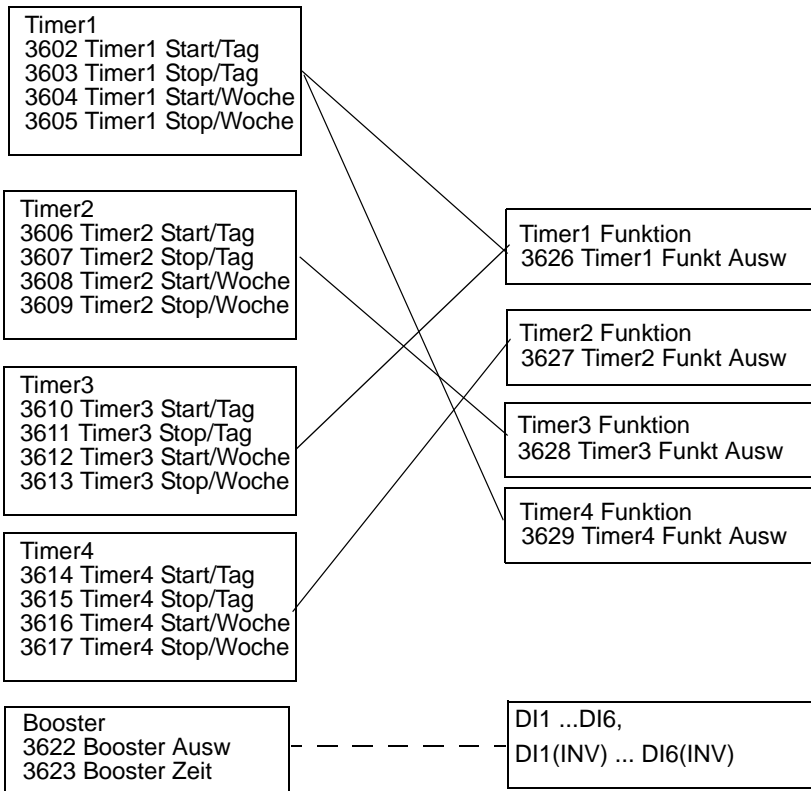 Timer1
3602 Timer1 Start/Tag
3603 Timer1 Stop/Tag
3604 Timer1 Start/Woche
3605 Timer1 Stop/Woche
Timer2
3606 Timer2 Start/Tag
3607 Timer2 Stop/Tag
3608 Timer2 Start/Woche
3609 Timer2 Stop/Woche
Timer3
3610 Timer3 Start/Tag
3611 Timer3 Stop/Tag
3612 Timer3 Start/Woche
3613 Timer3 Stop/Woche
Timer4
3614 Timer4 Start/Tag
3615 Timer4 Stop/Tag
3616 Timer4 Start/Woche
3617 Timer4 Stop/Woche
Booster
3622 Booster Ausw
3623 Booster Zeit
Timer1 Funktion
3626 Timer1 Funkt Ausw
Timer2 Funktion
3627 Timer2 Funkt Ausw
Timer3 Funktion
3628 Timer3 Funkt Ausw
Timer4 Funktion
3629 Timer4 Funkt Ausw
DI1 ...DI6,
DI1(INV) ... DI6(INV)